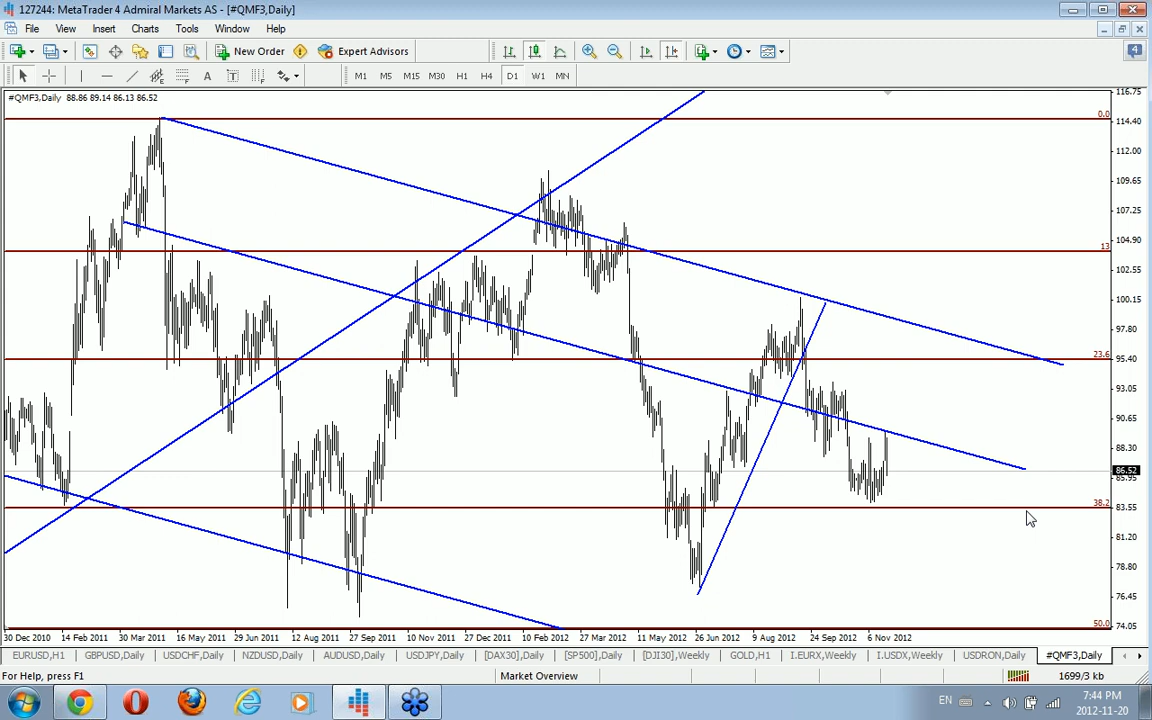 127244: MetaTrader 4 Admiral Markets AS - [#QMF3,Daily]
File View Insert Charts Tools Window Help
New Order Expert Advisors 4
A T M1 M5 M15 M30 H1 H4 D1 W1 MN
#QMF3,Daily 88.86 89.14 86.13 86.52
116.75
0.0
114.40
112.00
109.65
107.25
104.90
13
102.55
100.15
97.80
23.6
95.40
93.05
90.65
88.30
86.52
85.95
38.2
83.55
81.20
78.80
76.45
50.0
74.05
30 Dec 2010 14 Feb 2011 30 Mar 2011 16 May 2011 29 Jun 2011 12 Aug 2011 27 Sep 2011 10 Nov 2011 27 Dec 2011 10 Feb 2012 27 Mar 2012 11 May 2012 26 Jun 2012 9 Aug 2012 24 Sep 2012 6 Nov 2012
EURUSD,H1 GBPUSD,Daily USDCHF,Daily NZDUSD,Daily AUDUSD,Daily USDJPY,Daily [DAX30],Daily [SP500],Daily [DJI30],Weekly GOLD,H1 I.EURX,Weekly I.USDX,Weekly USDRON,Daily #QMF3,Daily
For Help, press F1 Market Overview 1699/3 kb
EN 7:44 PM
2012-11-20